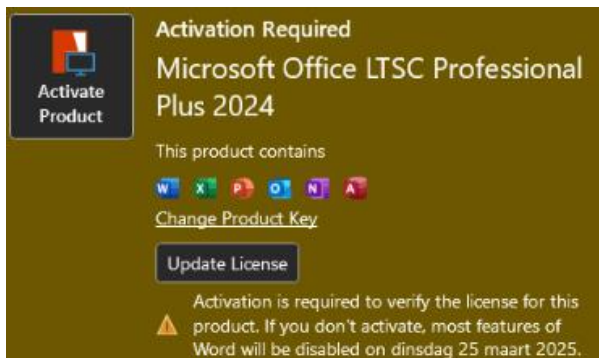 Activation Required
Microsoft Office LTSC Professional
Plus 2024
Activate
Product
This product contains
W X P O N A
Change Product Key
Update License
Activation is required to verify the license for this
product. If you don't activate, most features of
Word will be disabled on dinsdag 25 maart 2025.